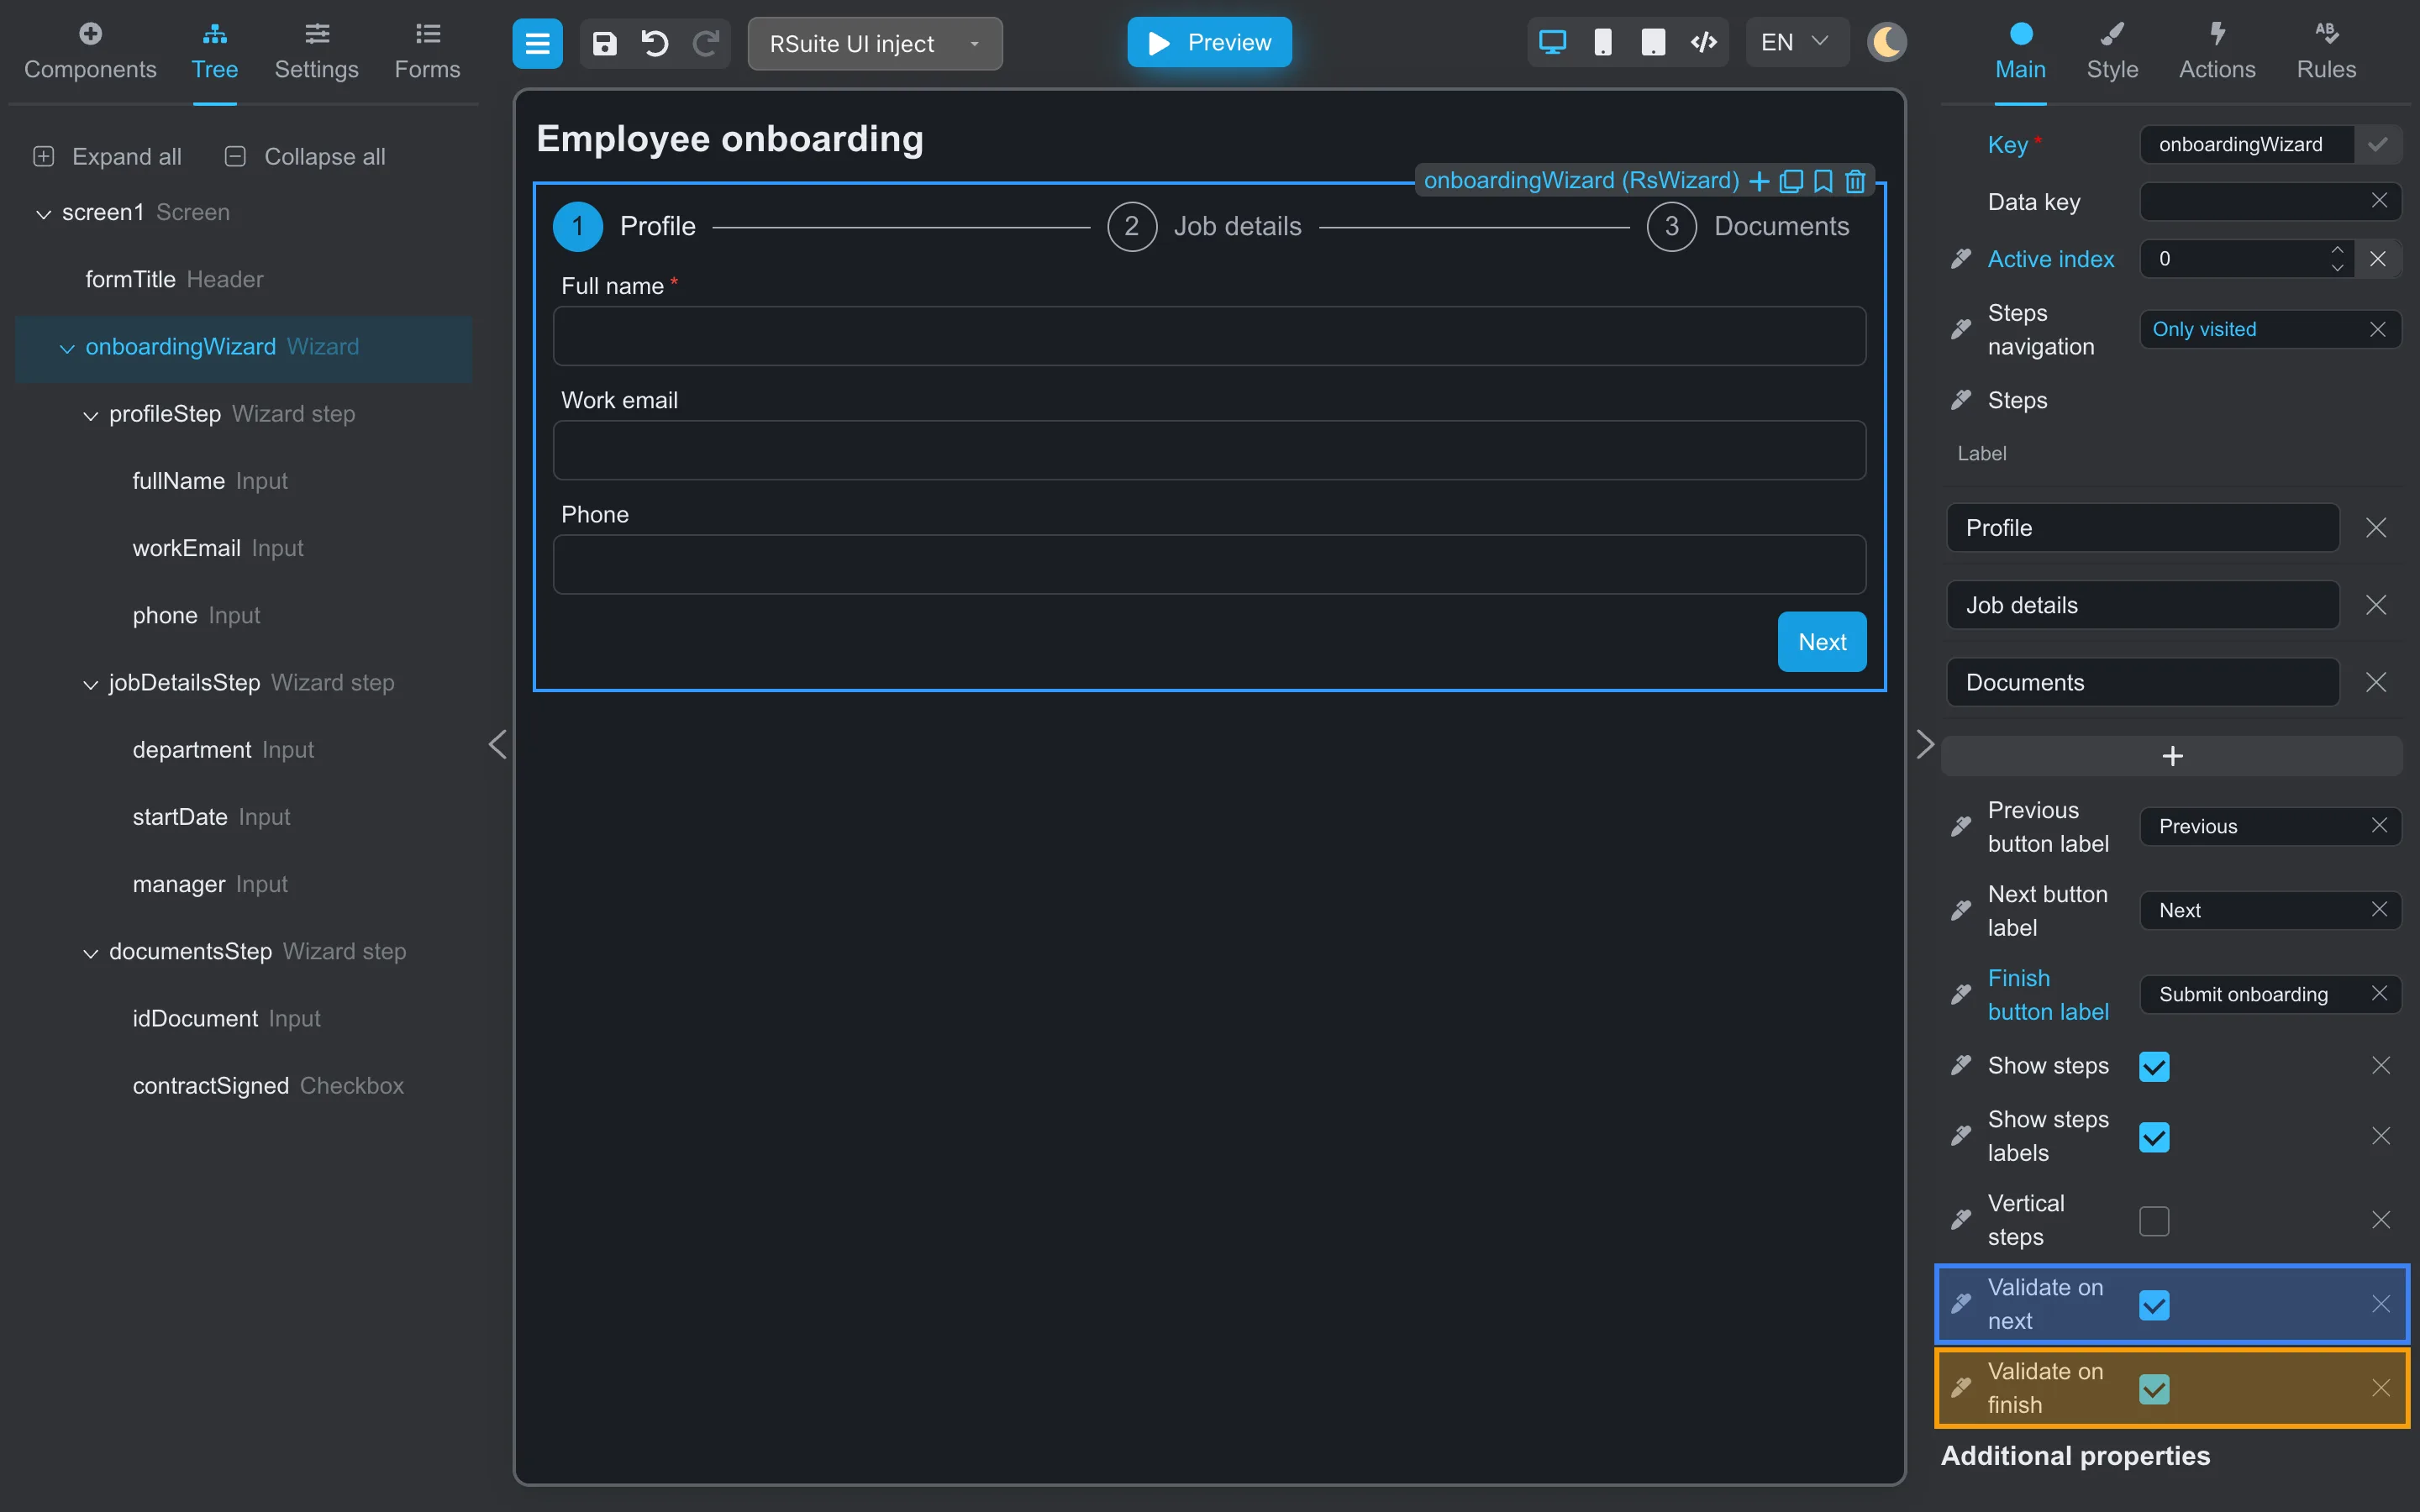 Components
Tree
Settings
Forms
RSuite UI inject
Preview
EN
Main
Style
Actions
Rules
Expand all
Collapse all
screen1 Screen
formTitle Header
onboardingWizard Wizard
profileStep Wizard step
fullName Input
workEmail Input
phone Input
jobDetailsStep Wizard step
department Input
startDate Input
manager Input
documentsStep Wizard step
idDocument Input
contractSigned Checkbox
Employee onboarding
onboardingWizard (RsWizard)
1 Profile
2 Job details
3 Documents
Full name *
Work email
Phone
Next
Key * onboardingWizard
Data key
Active index 0
Steps
navigation
Only visited
Steps
Label
Profile
Job details
Documents
Previous
button label
Previous
Next button
label
Next
Finish
button label
Submit onboarding
Show steps
Show steps
labels
Vertical
steps
Validate on
next
Validate on
finish
Additional properties